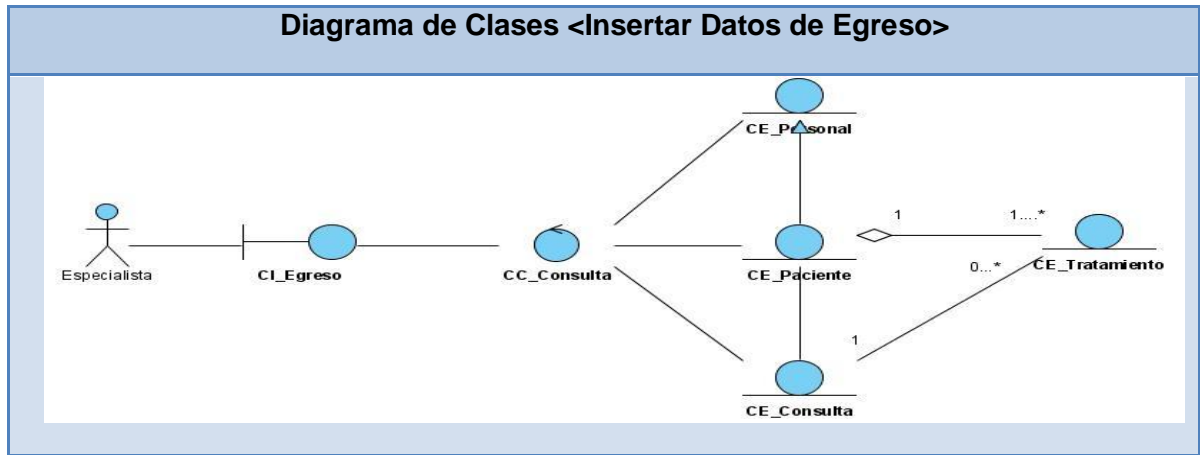 Diagrama de Clases <Insertar Datos de Egreso>
CE_Personal
1
1....*
Especialista
CI_Egreso
CC_Consulta
CE_Paciente
0...*
CE_Tratamiento
1
CE_Consulta